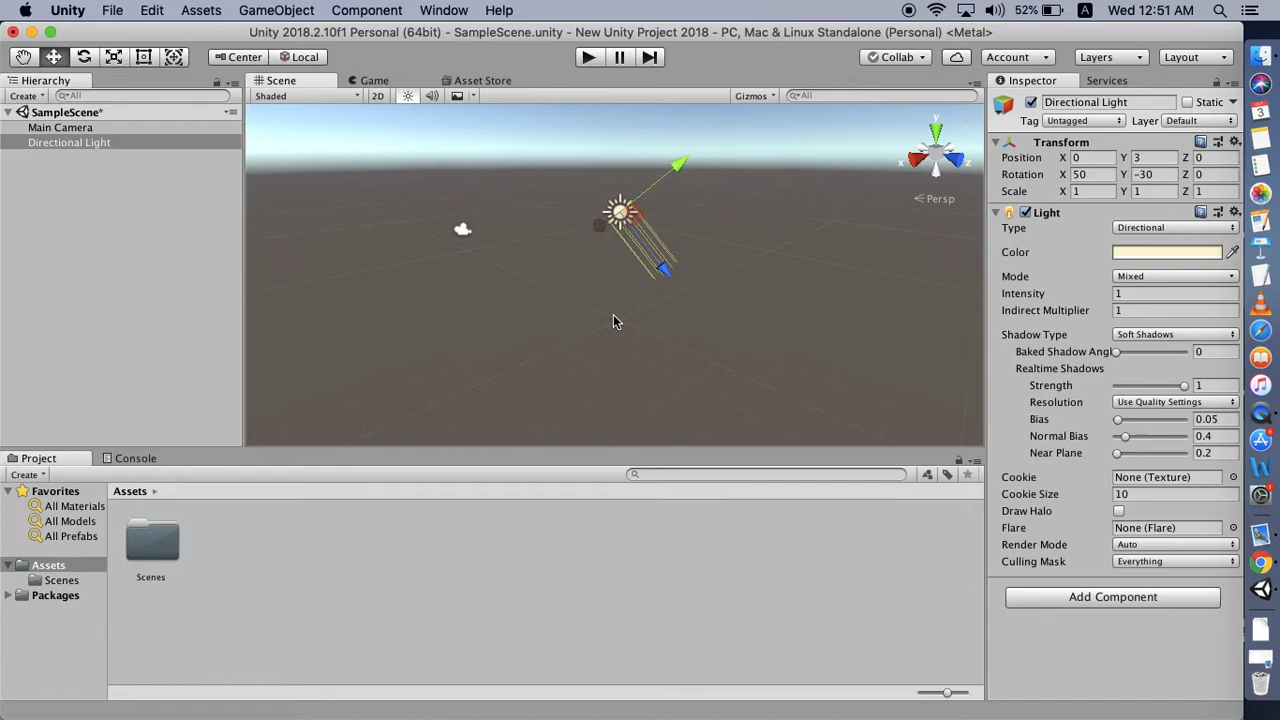 Unity File Edit Assets GameObject Component Window Help 52% A Wed 12:51 AM
Unity 2018.2.10f1 Personal (64bit) - SampleScene.unity - New Unity Project 2018 - PC, Mac & Linux Standalone (Personal) <Metal>
Center Local Collab Account Layers Layout
Hierarchy Scene Game Asset Store Inspector Services
Create All Shaded 2D Gizmos All Directional Light Static
SampleScene* Tag Untagged Layer Default
Main Camera
Directional Light
y
x
z
Persp
Transform
Position X 0 Y 3 Z 0
Rotation X 50 Y -30 Z 0
Scale X 1 Y 1 Z 1
Light
Type Directional
Color
Mode Mixed
Intensity 1
Indirect Multiplier 1
Shadow Type Soft Shadows
Baked Shadow Angl 0
Realtime Shadows
Strength 1
Resolution Use Quality Settings
Bias 0.05
Normal Bias 0.4
Near Plane 0.2
Cookie None (Texture)
Cookie Size 10
Draw Halo
Flare None (Flare)
Render Mode Auto
Culling Mask Everything
Add Component
Project Console
Create
Favorites
All Materials
All Models
All Prefabs
Assets
Scenes
Packages
Assets
Scenes